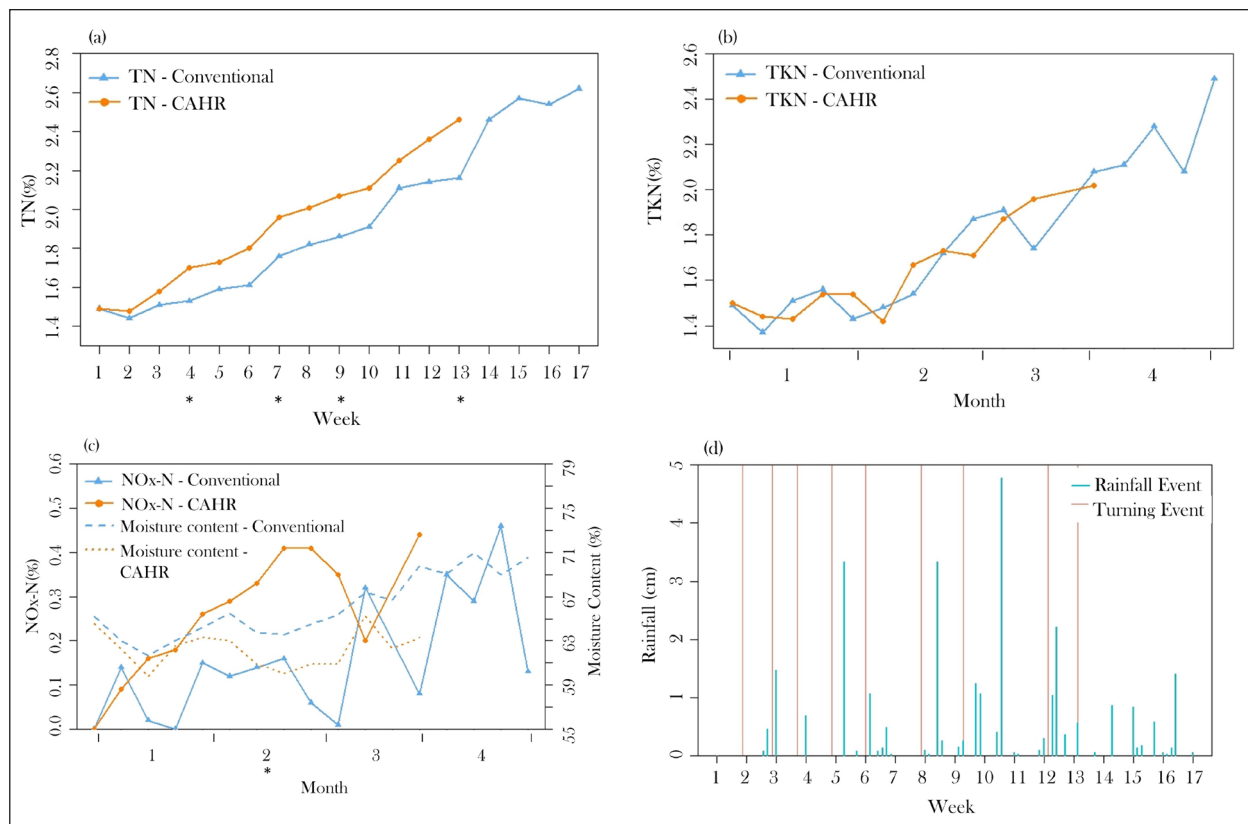 (a)
TN - Conventional
TN - CAHR
TN(%)
2.8
2.6
2.4
2.2
2.0
1.8
1.6
1.4
1 2 3 4 5 6 7 8 9 10 11 12 13 14 15 16 17
* * * *
Week
(b)
TKN - Conventional
TKN - CAHR
TKN(%)
2.6
2.4
2.2
2.0
1.8
1.6
1.4
1 2 3 4
Month
(c)
NOx-N - Conventional
NOx-N - CAHR
Moisture content - Conventional
Moisture content -
CAHR
NOx-N(%)
0.6
0.5
0.4
0.3
0.2
0.1
0.0
Moisture Content (%)
79
75
71
67
63
59
55
1 2 3 4
*
Month
(d)
Rainfall Event
Turning Event
Rainfall (cm)
5
4
3
2
1
0
1 2 3 4 5 6 7 8 9 10 11 12 13 14 15 16 17
Week